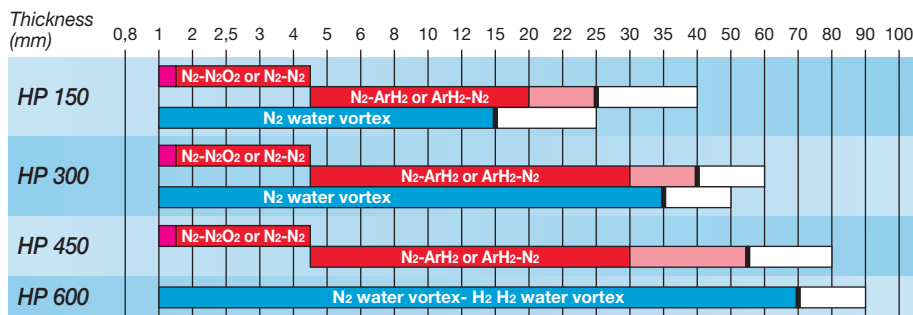 Thickness
(mm) 0,8 1 2 2,5 3 4 5 6 8 10 12 15 20 22 25 30 35 40 50 60 80 90 100
HP 150
N2-N2O2 or N2-N2
N2-ArH2 or ArH2-N2
N2 water vortex
HP 300
N2-N2O2 or N2-N2
N2-ArH2 or ArH2-N2
N2 water vortex
HP 450
N2-N2O2 or N2-N2
N2-ArH2 or ArH2-N2
HP 600
N2 water vortex- H2 H2 water vortex